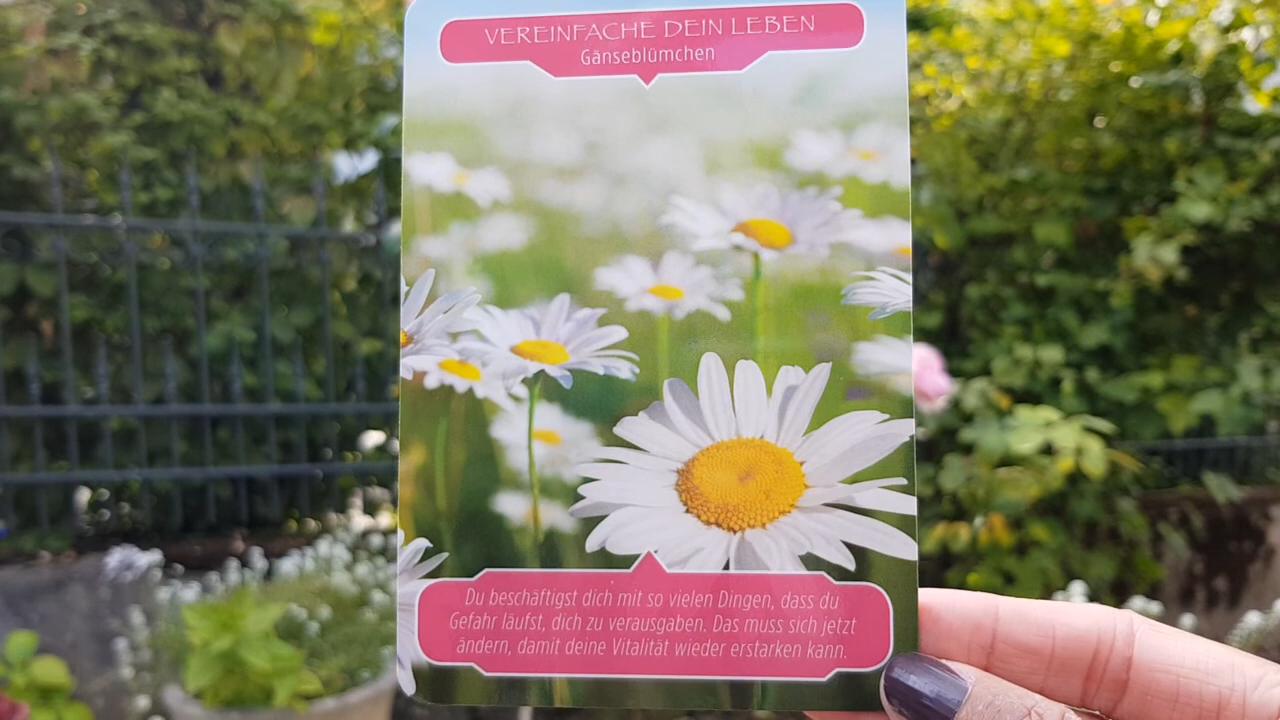 VEREINFACHE DEIN LEBEN
Gänseblümchen
Du beschäftigst dich mit so vielen Dingen, dass du
Gefahr läufst, dich zu verausgaben. Das muss sich jetzt
ändern, damit deine Vitalität wieder erstarken kann.